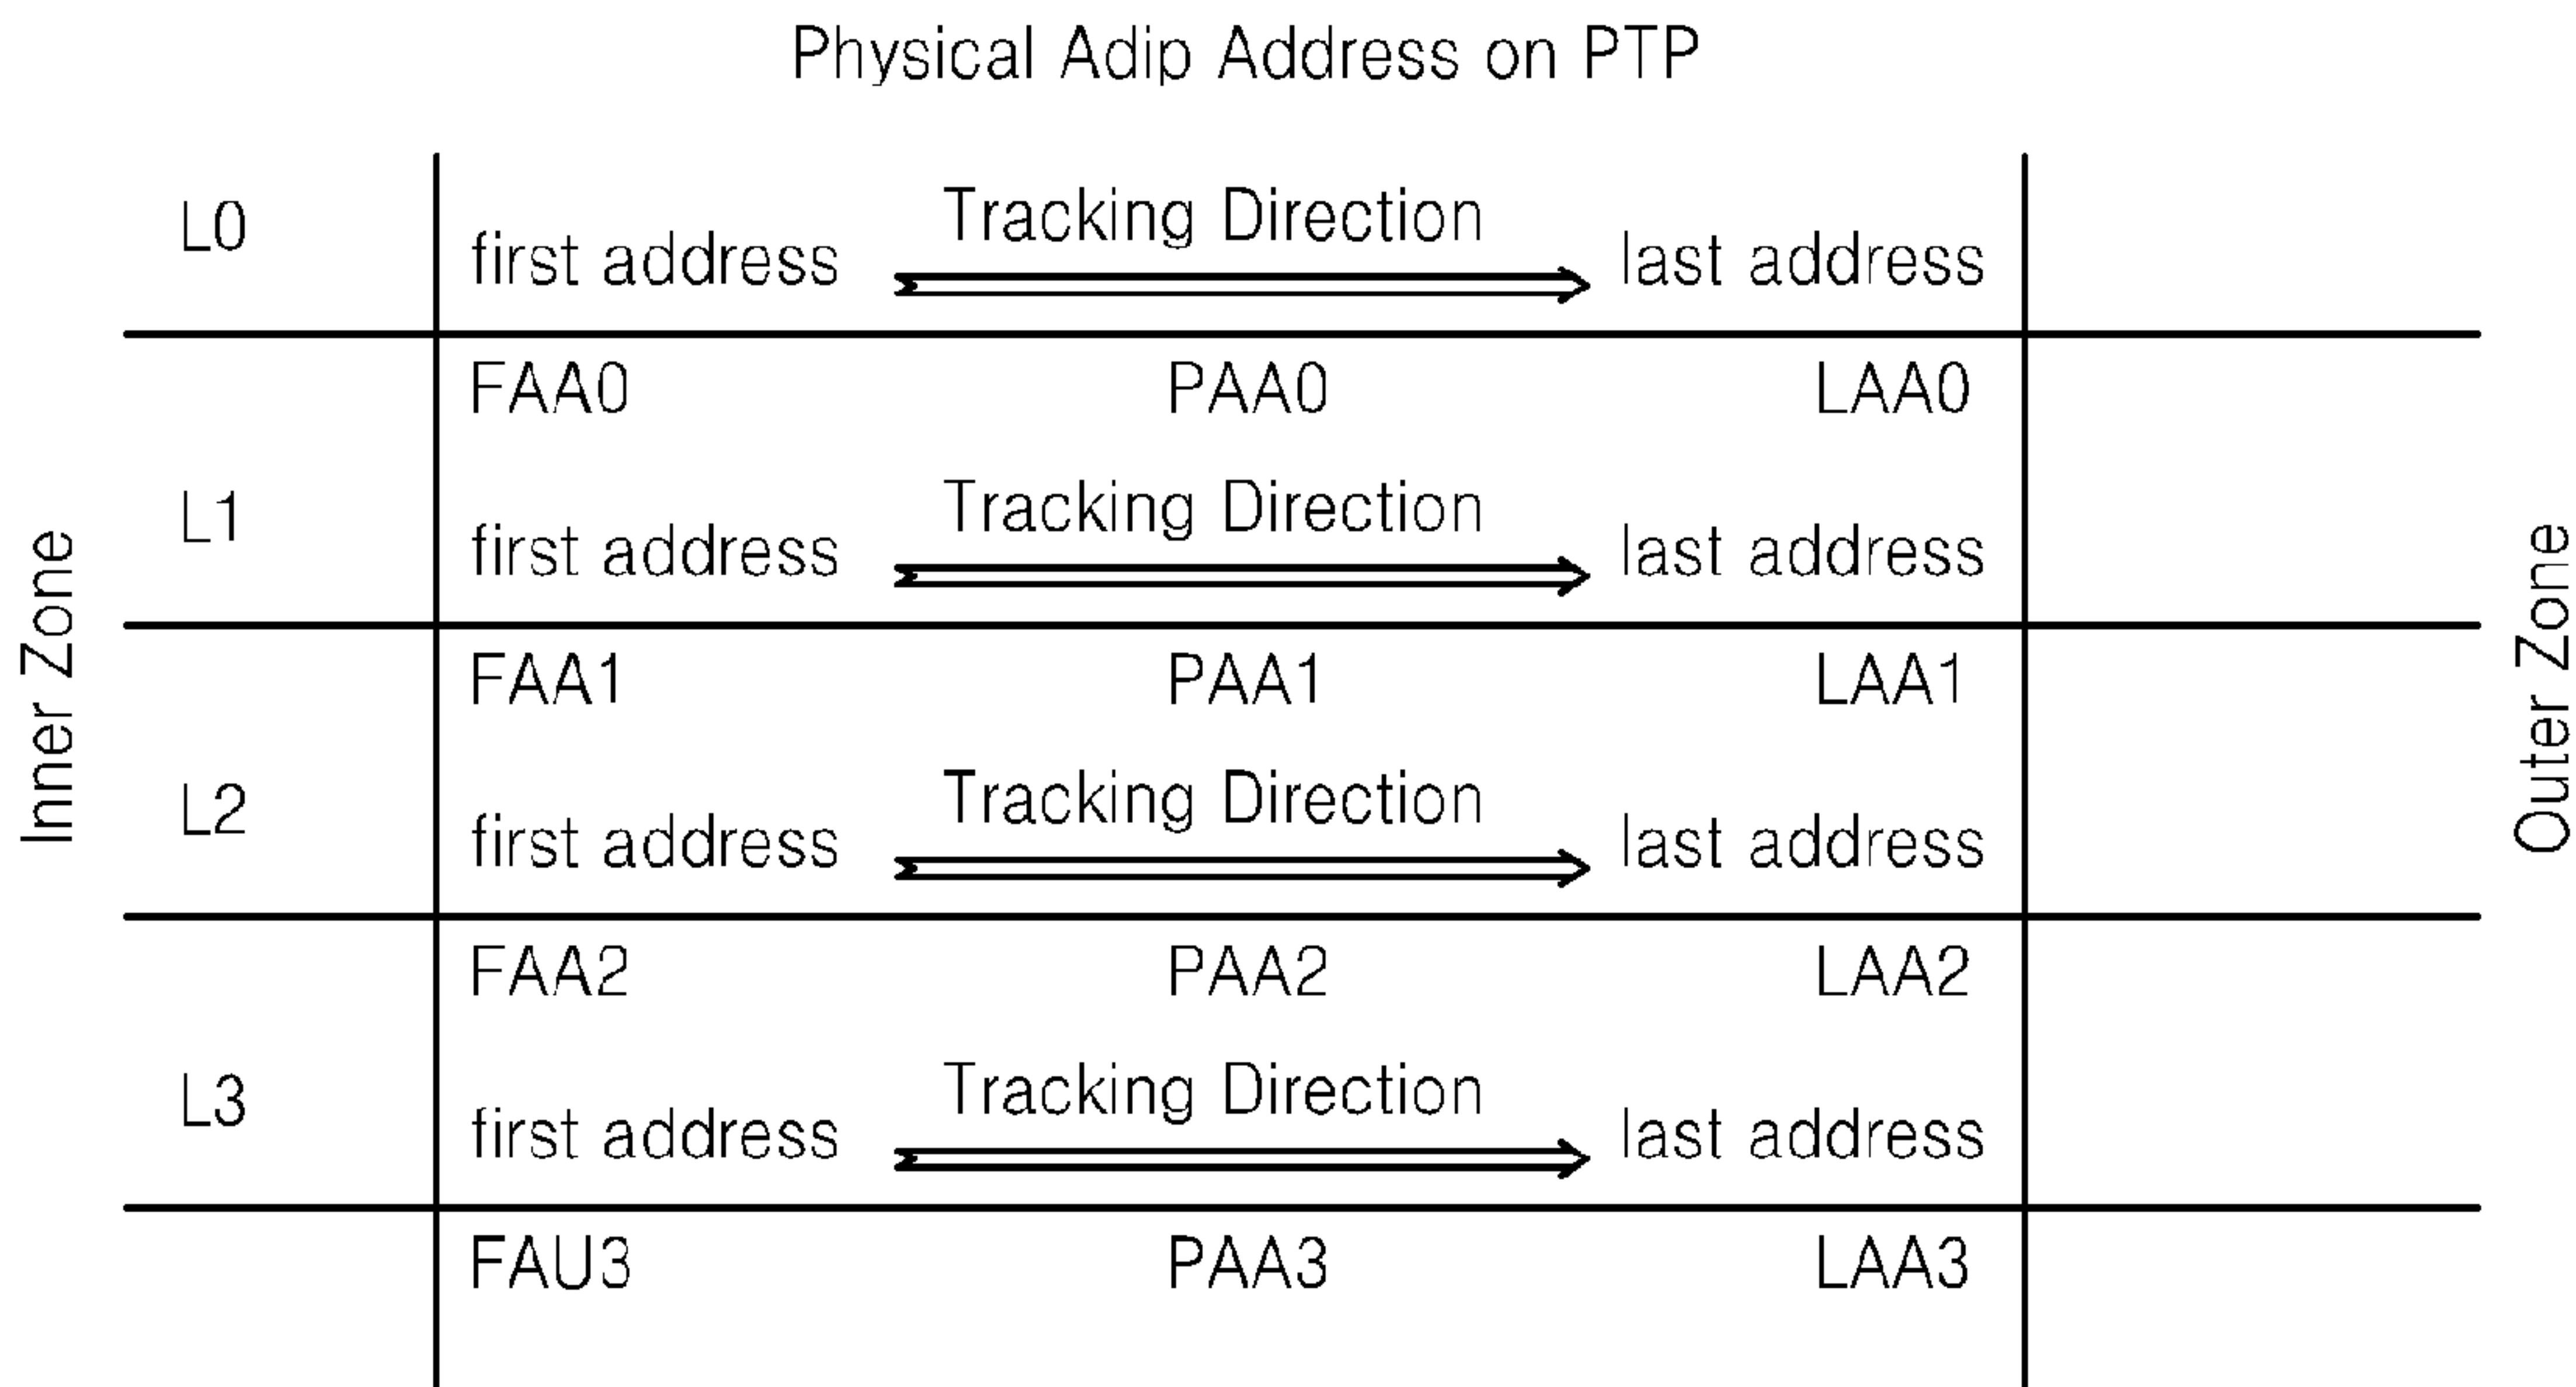 Physical Adip Address on PTP
Inner Zone
L0
first address
Tracking Direction
last address
FAA0
PAA0
LAA0
L1
first address
Tracking Direction
last address
FAA1
PAA1
LAA1
L2
first address
Tracking Direction
last address
FAA2
PAA2
LAA2
L3
first address
Tracking Direction
last address
FAU3
PAA3
LAA3
Outer Zone